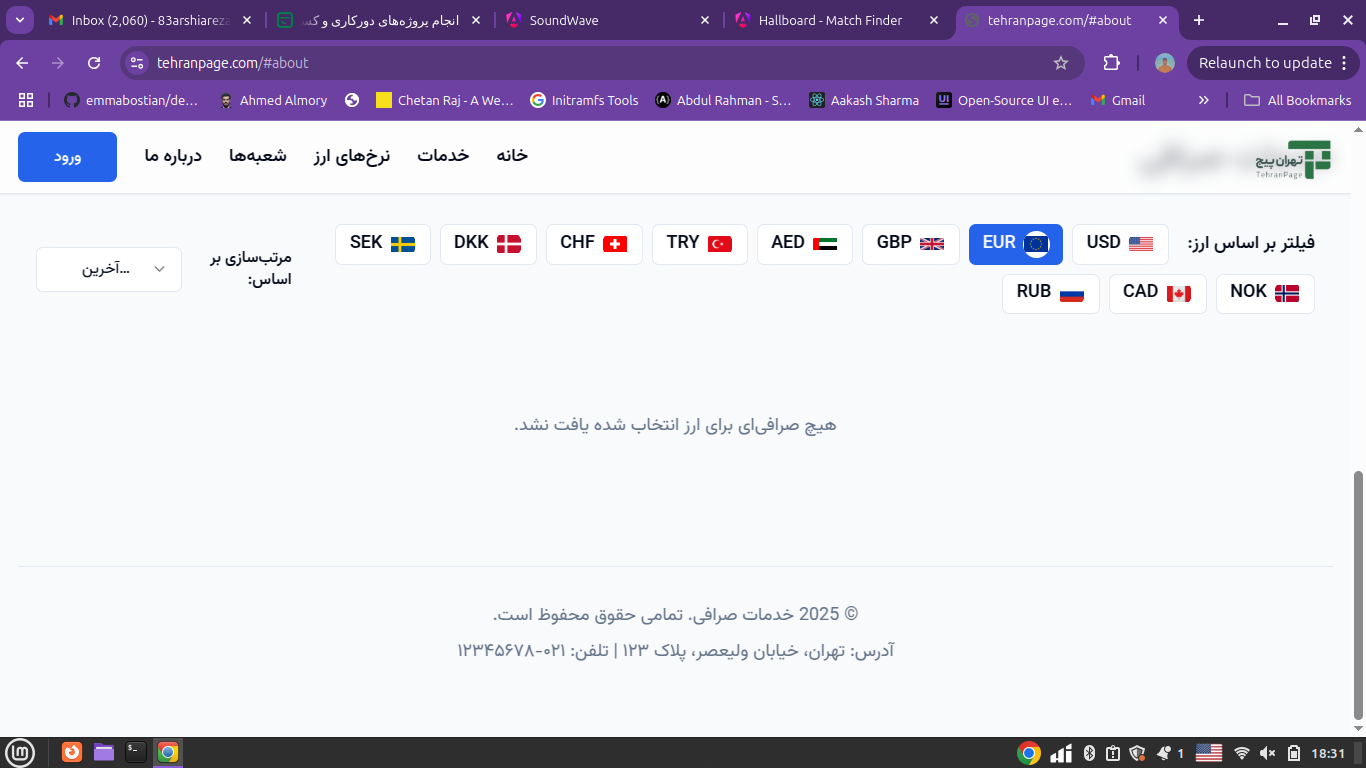 Inbox (2,060) - 83arshiareza
انجام پروژه‌های دورکاری و کس
SoundWave
Hallboard - Match Finder
tehranpage.com/#about
tehranpage.com/#about
Relaunch to update
emmabostian/de...
Ahmed Almory
Chetan Raj - A We...
Initramfs Tools
Abdul Rahman - S...
Aakash Sharma
Open-Source UI e...
Gmail
All Bookmarks
تهران پیج
TehranPage
خانه
خدمات
نرخ‌های ارز
شعبه‌ها
درباره ما
ورود
فیلتر بر اساس ارز:
USD
EUR
GBP
AED
TRY
CHF
DKK
SEK
NOK
CAD
RUB
مرتب‌سازی بر
اساس:
آخرین...
هیچ صرافی‌ای برای ارز انتخاب شده یافت نشد.
© 2025 خدمات صرافی. تمامی حقوق محفوظ است.
آدرس: تهران، خیابان ولیعصر، پلاک ۱۲۳ | تلفن: ۰۲۱-۱۲۳۴۵۶۷۸
1
18:31